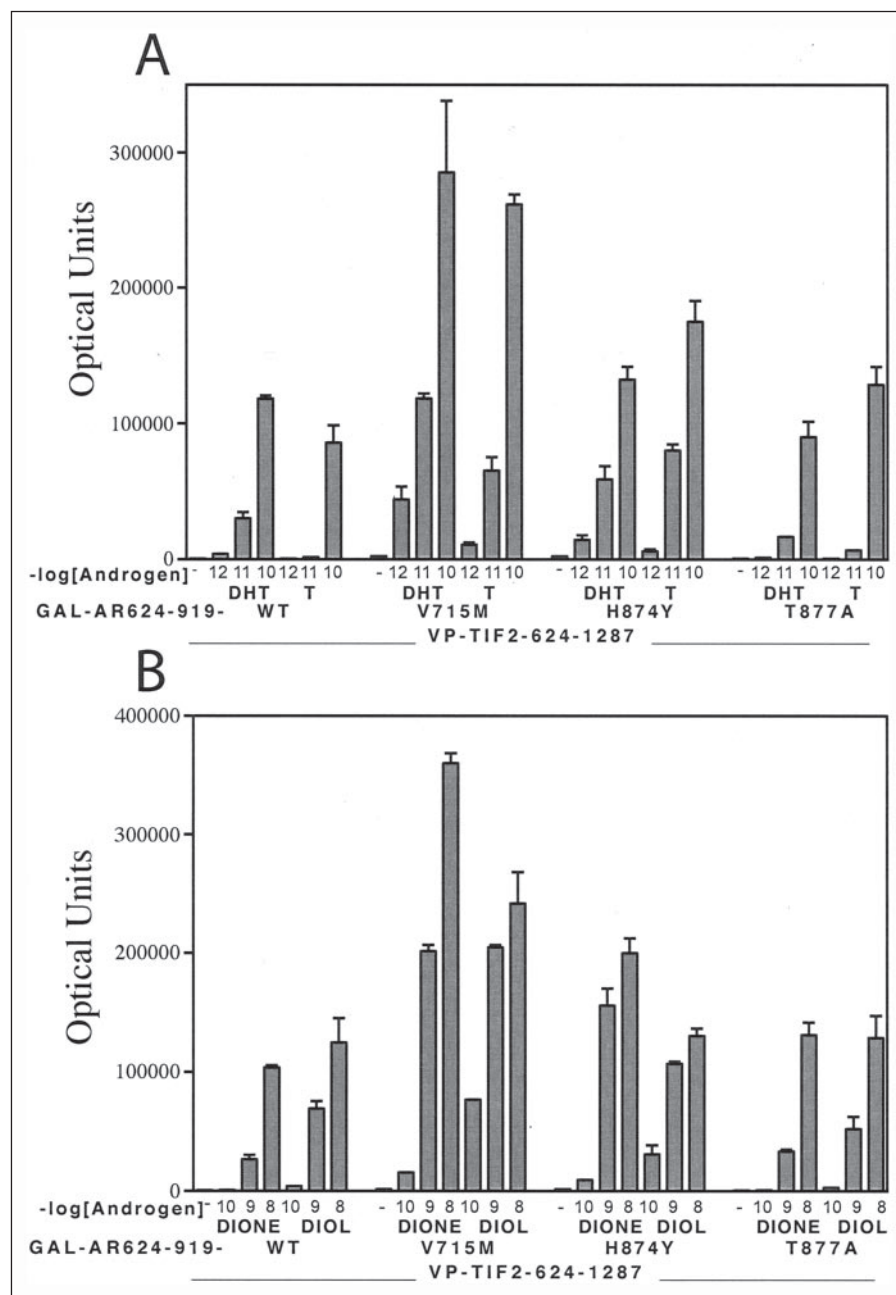 A
Optical Units
300000
200000
100000
0
-log[Androgen] - 12 11 10 12 11 10 - 12 11 10 12 11 10 - 12 11 10 12 11 10 - 12 11 10 12 11 10
DHT T DHT T DHT T DHT T
GAL-AR624-919- WT V715M H874Y T877A
VP-TIF2-624-1287
B
Optical Units
400000
300000
200000
100000
0
-log[Androgen] - 10 9 8 10 9 8 - 10 9 8 10 9 8 - 10 9 8 10 9 8 - 10 9 8 10 9 8
DIONE DIOL DIONE DIOL DIONE DIOL DIONE DIOL
GAL-AR624-919- WT V715M H874Y T877A
VP-TIF2-624-1287